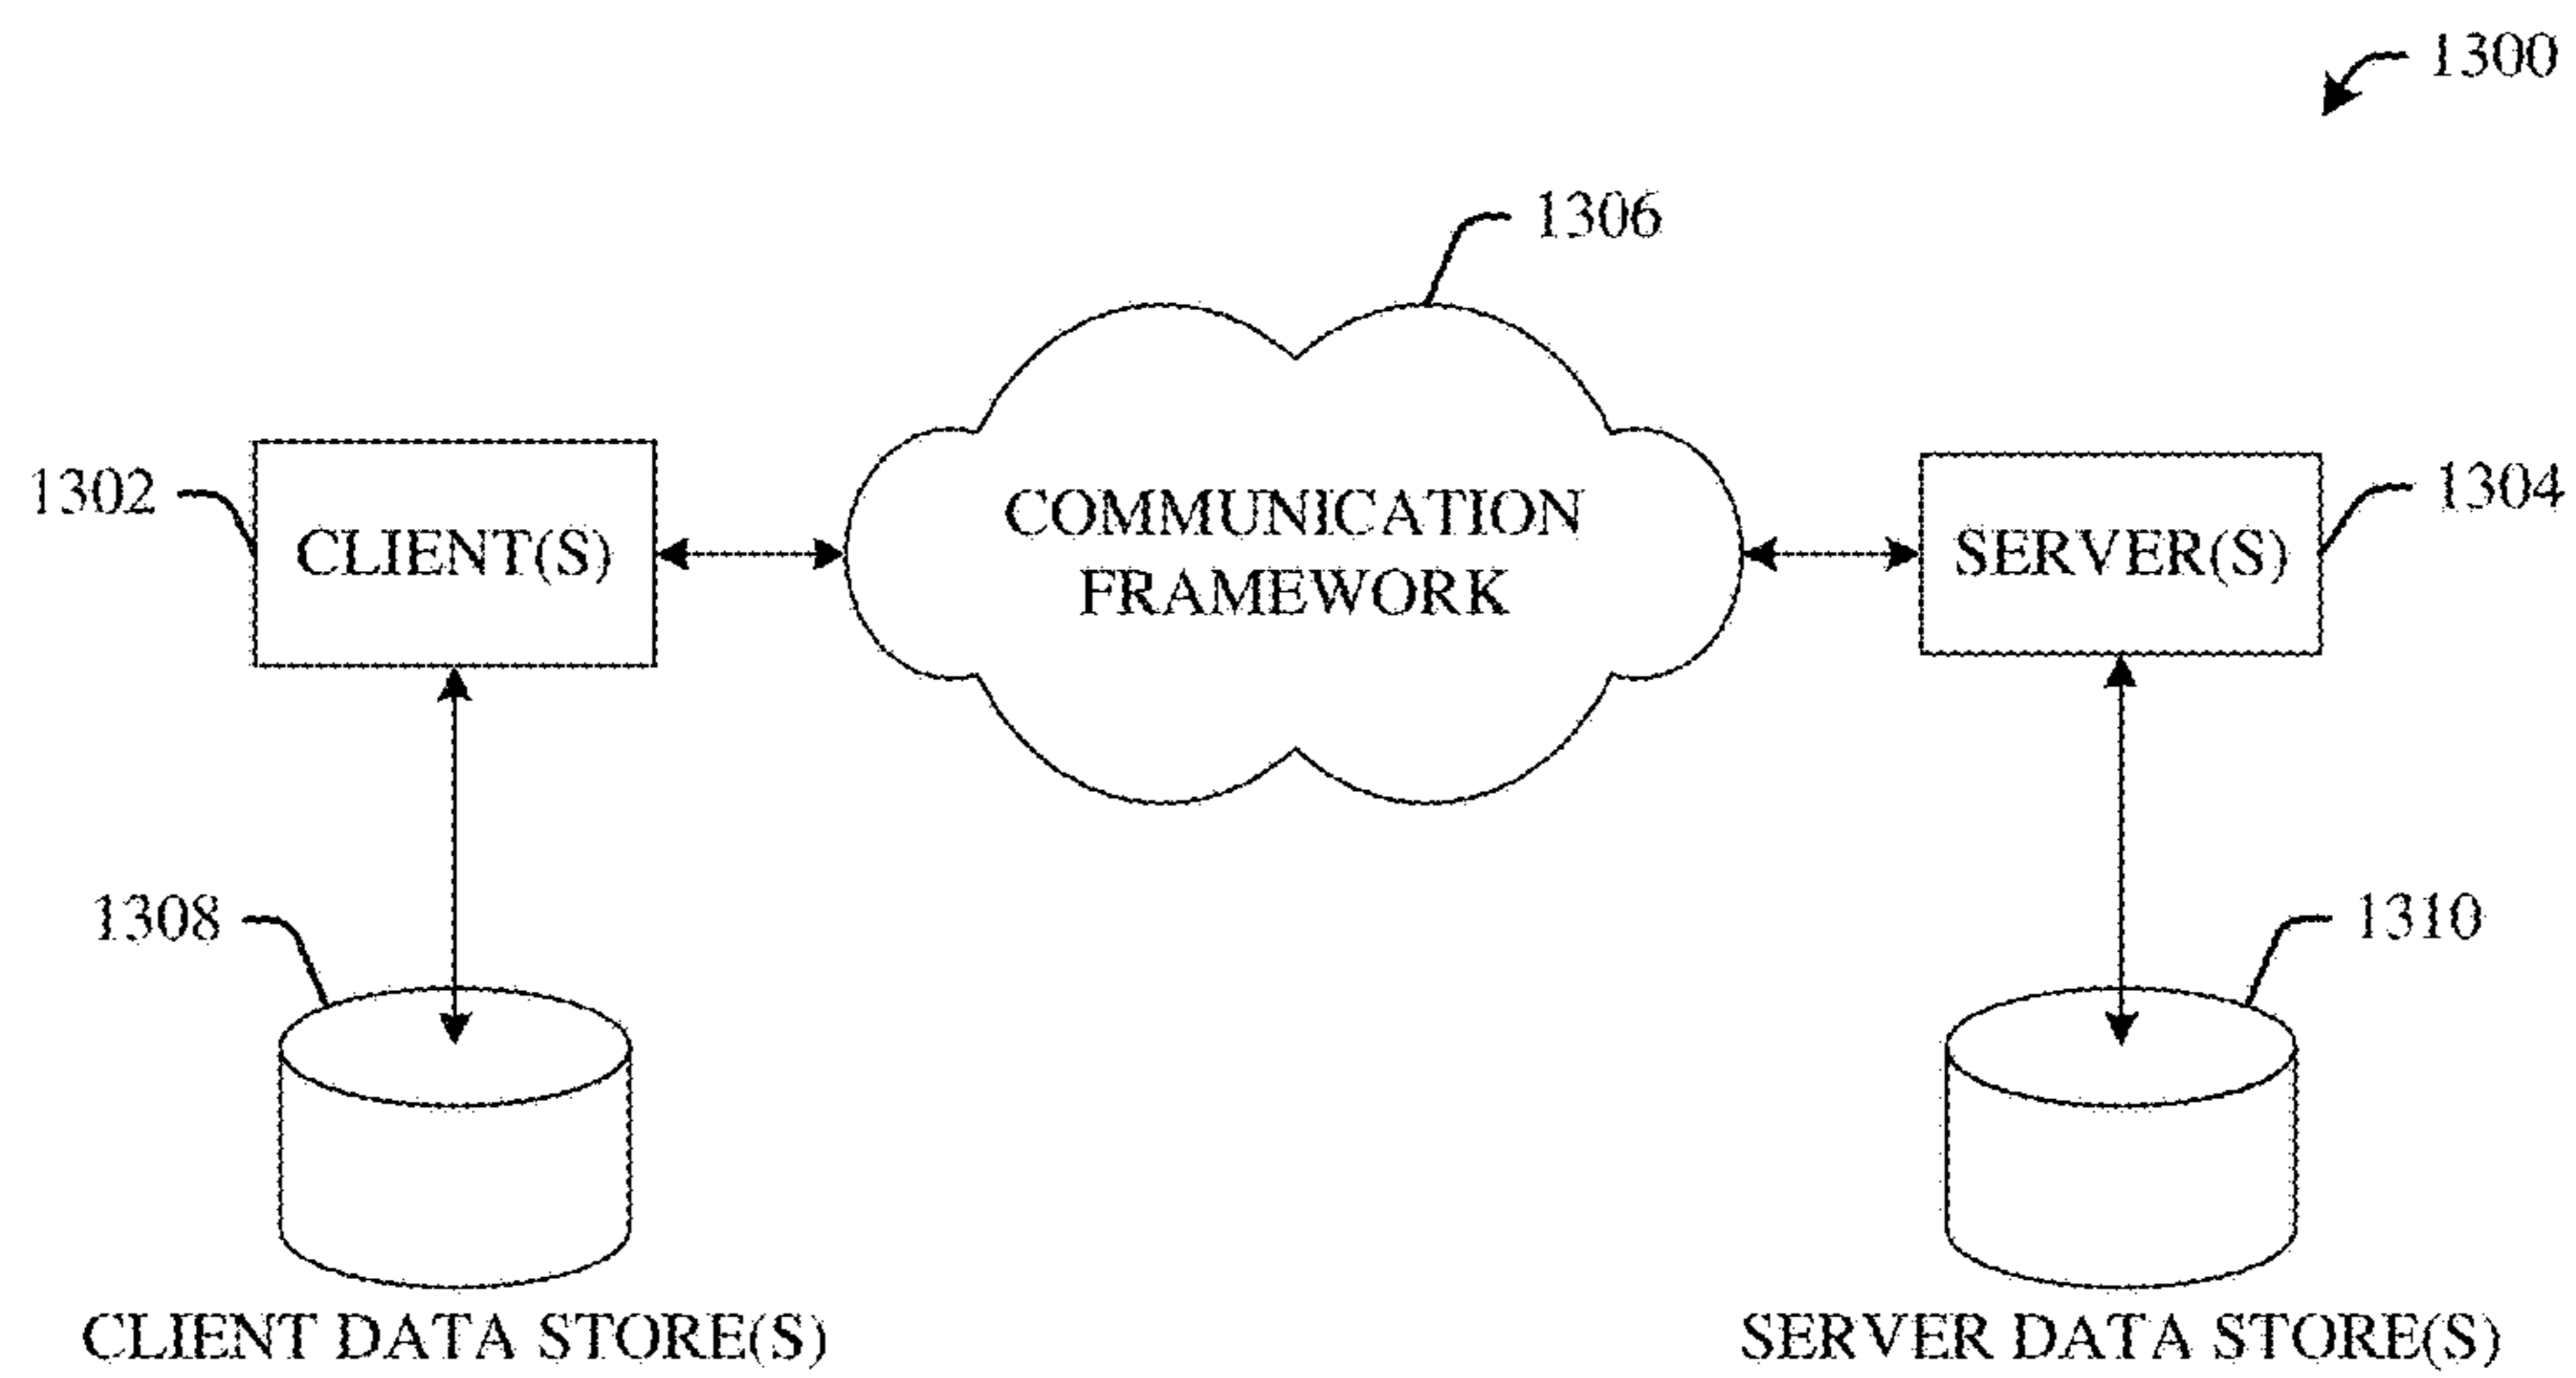 1300
1306
1302
CLIENT(S)
COMMUNICATION
FRAMEWORK
SERVER(S)
1304
1308
1310
CLIENT DATA STORE(S)
SERVER DATA STORE(S)